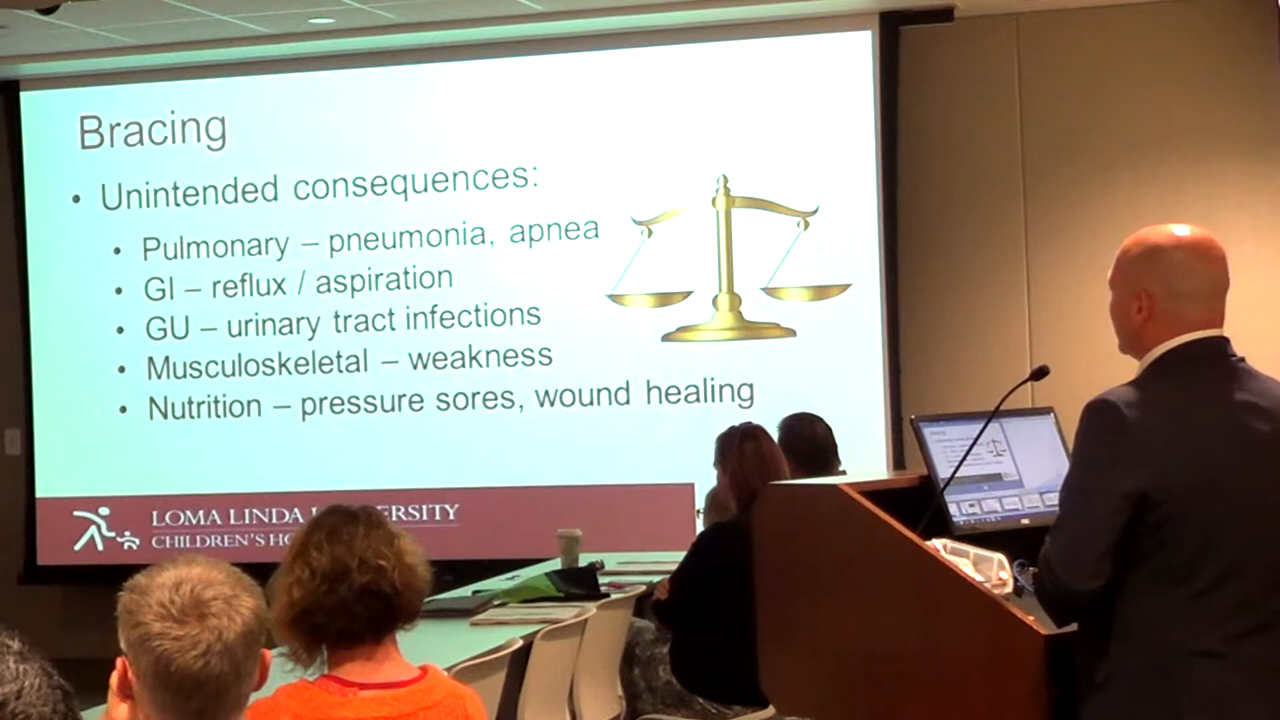 Bracing
• Unintended consequences:
• Pulmonary – pneumonia, apnea
• GI – reflux / aspiration
• GU – urinary tract infections
• Musculoskeletal – weakness
• Nutrition – pressure sores, wound healing
LOMA LINDA
CHILDREN'S